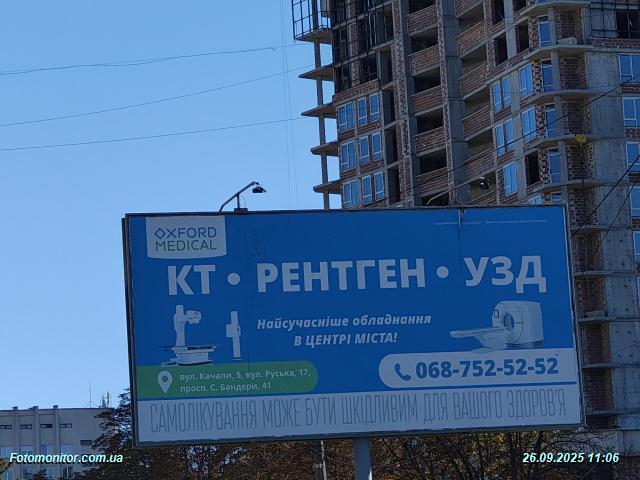 OXFORD
MEDICAL
КТ • РЕНТГЕН • УЗД
Найсучасніше обладнання
В ЦЕНТРІ МІСТА!
068-752-52-52
вул. Качали, 5, вул. Руська, 17,
просп. С. Бандери, 41
САМОЛІКУВАННЯ МОЖЕ БУТИ ШКІДЛИВИМ ДЛЯ ВАШОГО ЗДОРОВ'Я
Fotomonitor.com.ua
26.09.2025 11:06